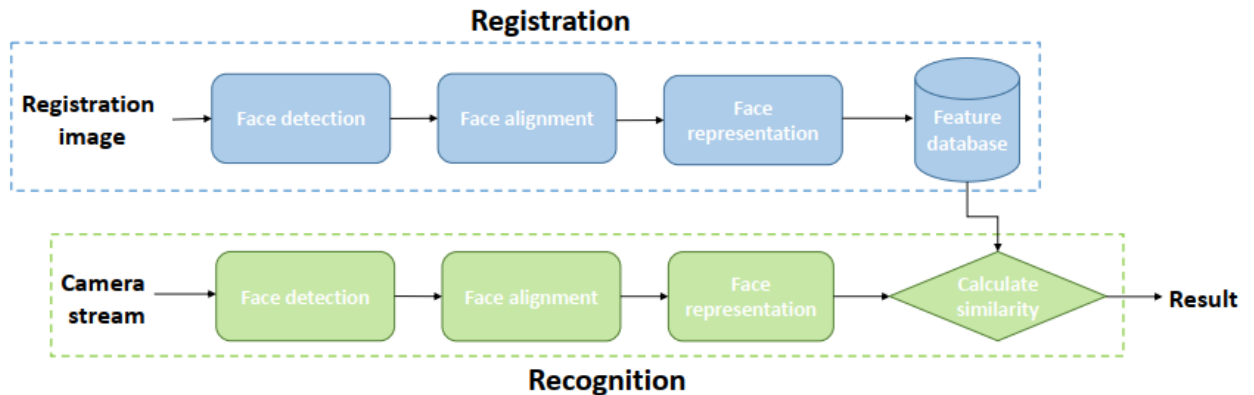 Registration
Registration
image
Face detection
Face alignment
Face
representation
Feature
database
Camera
stream
Face detection
Face alignment
Face
representation
Calculate
similarity
Result
Recognition